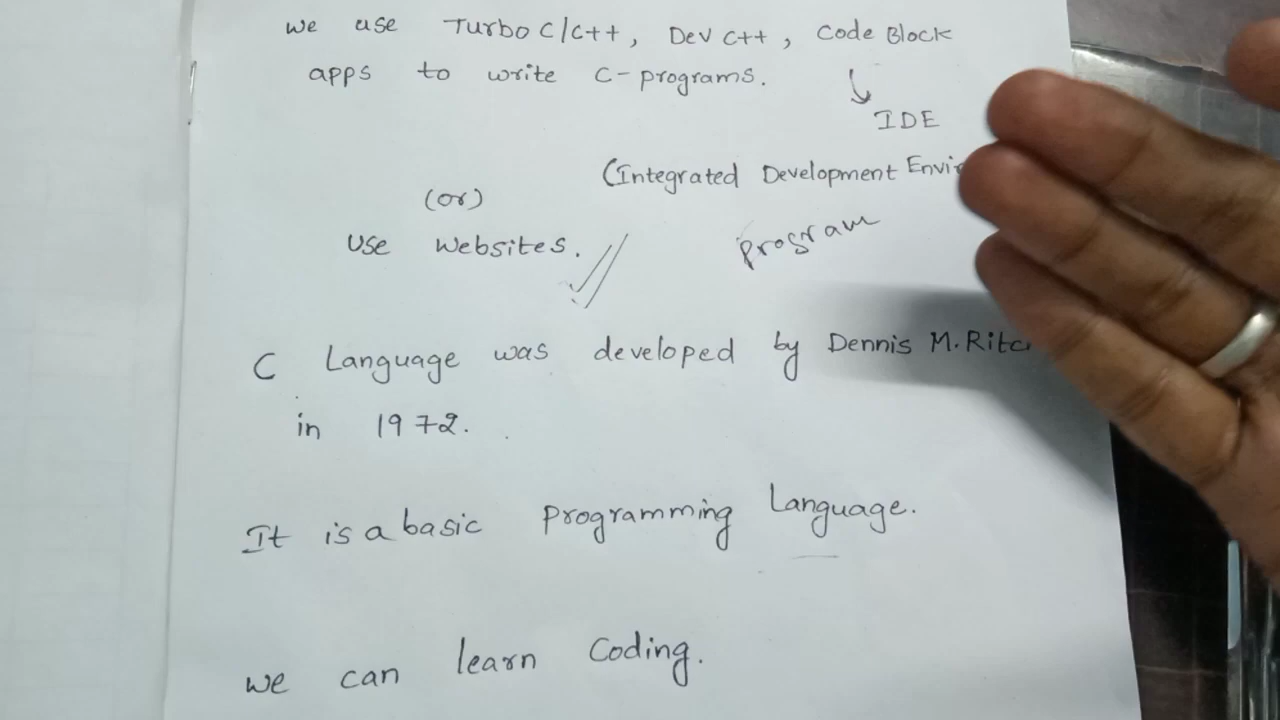 we use Turbo C/C++, Dev C++, Code Block
apps to write C-programs.
IDE
(Integrated Development
(or)
use websites.
program
C Language was developed by Dennis M.
in 1972.
It is a basic programming Language.
we can learn Coding.